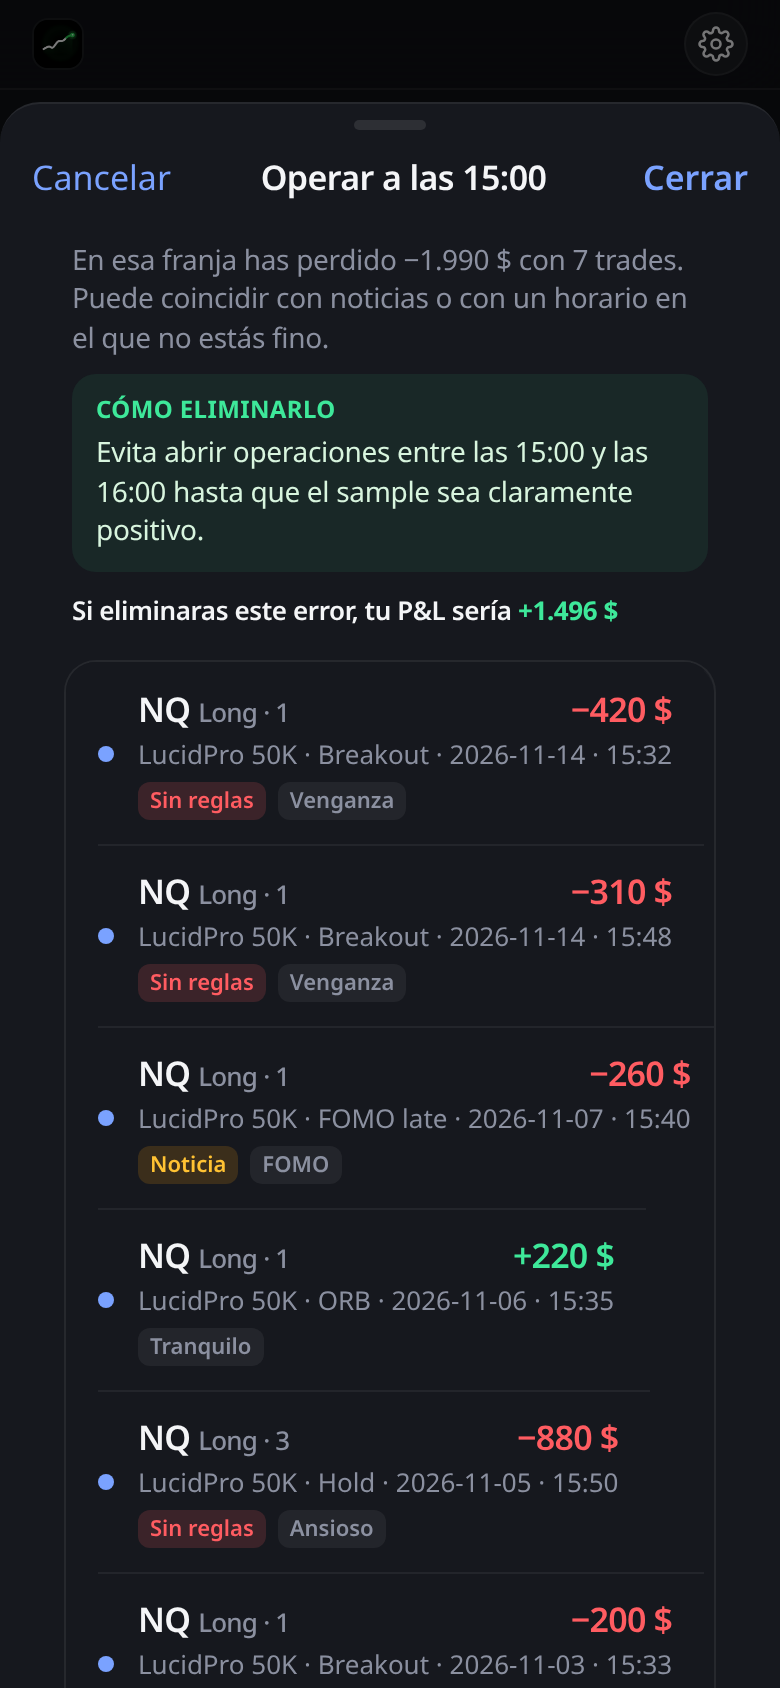 Cancelar
Operar a las 15:00
Cerrar
En esa franja has perdido −1.990 $ con 7 trades.
Puede coincidir con noticias o con un horario en
el que no estás fino.
CÓMO ELIMINARLO
Evita abrir operaciones entre las 15:00 y las
16:00 hasta que el sample sea claramente
positivo.
Si eliminaras este error, tu P&L sería +1.496 $
NQ Long · 1 −420 $
LucidPro 50K · Breakout · 2026-11-14 · 15:32
Sin reglas Venganza
NQ Long · 1 −310 $
LucidPro 50K · Breakout · 2026-11-14 · 15:48
Sin reglas Venganza
NQ Long · 1 −260 $
LucidPro 50K · FOMO late · 2026-11-07 · 15:40
Noticia FOMO
NQ Long · 1 +220 $
LucidPro 50K · ORB · 2026-11-06 · 15:35
Tranquilo
NQ Long · 3 −880 $
LucidPro 50K · Hold · 2026-11-05 · 15:50
Sin reglas Ansioso
NQ Long · 1 −200 $
LucidPro 50K · Breakout · 2026-11-03 · 15:33